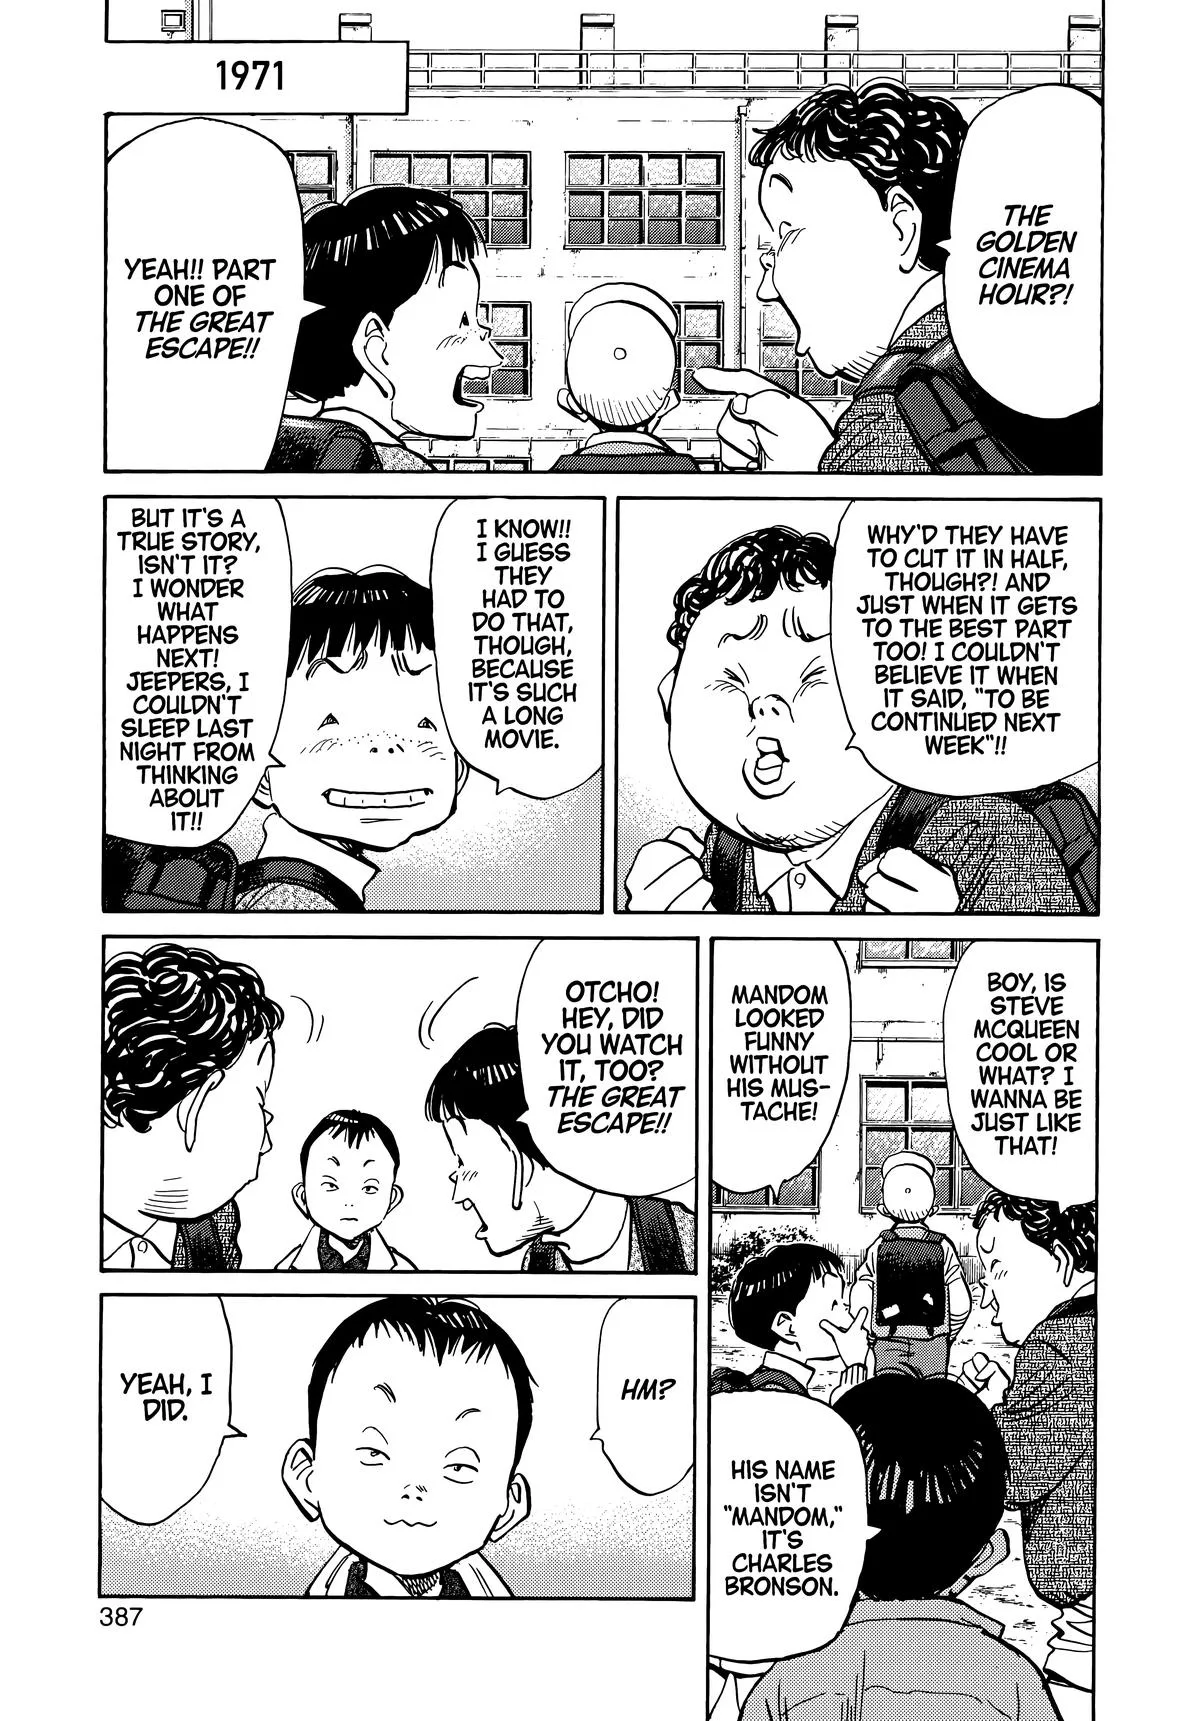 1971
THE
GOLDEN
CINEMA
HOUR?!
YEAH!! PART
ONE OF
THE GREAT
ESCAPE!!
WHY'D THEY HAVE
TO CUT IT IN HALF,
THOUGH?! AND
JUST WHEN IT GETS
TO THE BEST PART
TOO! I COULDN'T
BELIEVE IT WHEN
IT SAID, "TO BE
CONTINUED NEXT
WEEK"!!
I KNOW!!
I GUESS
THEY
HAD TO
DO THAT,
THOUGH,
BECAUSE
IT'S SUCH
A LONG
MOVIE.
BUT IT'S A
TRUE STORY,
ISN'T IT?
I WONDER
WHAT
HAPPENS
NEXT!
JEEPERS, I
COULDN'T
SLEEP LAST
NIGHT FROM
THINKING
ABOUT
IT!!
BOY, IS
STEVE
MCQUEEN
COOL OR
WHAT? I
WANNA BE
JUST LIKE
THAT!
MANDOM
LOOKED
FUNNY
WITHOUT
HIS MUS-
TACHE!
HIS NAME
ISN'T
"MANDOM,"
IT'S
CHARLES
BRONSON.
OTCHO!
HEY, DID
YOU WATCH
IT, TOO?
THE GREAT
ESCAPE!!
HM?
YEAH, I
DID.
387